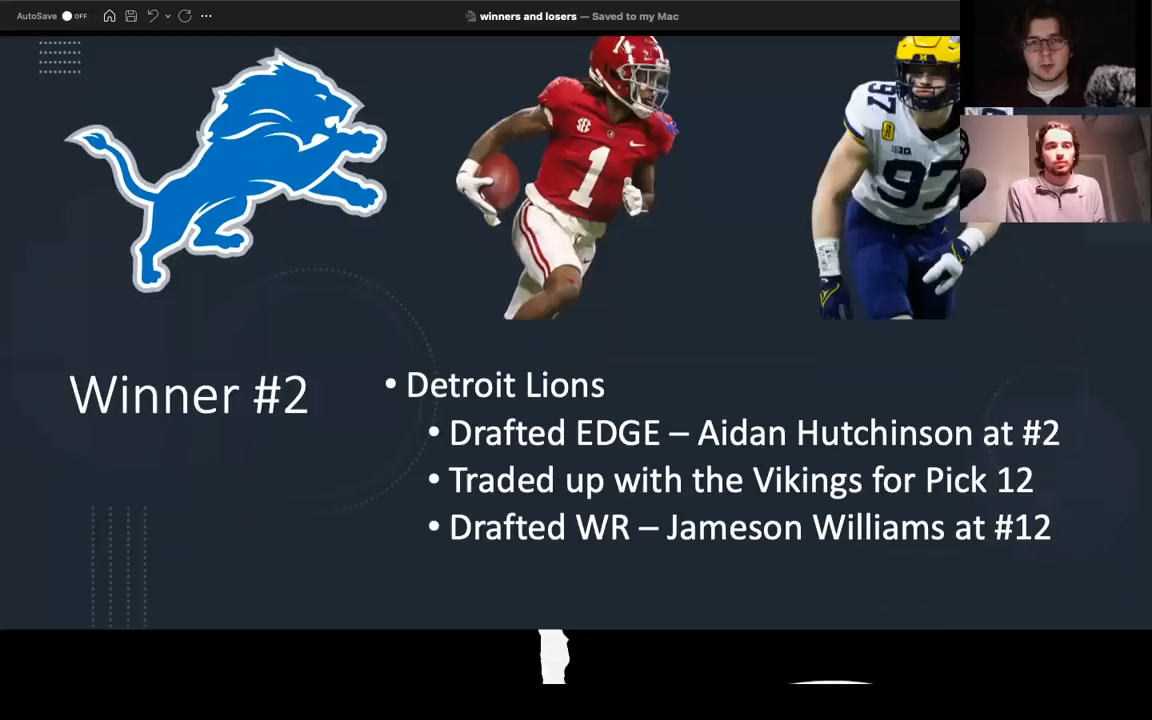 AutoSave OFF
winners and losers — Saved to my Mac
1
97
97
Winner #2
• Detroit Lions
• Drafted EDGE – Aidan Hutchinson at #2
• Traded up with the Vikings for Pick 12
• Drafted WR – Jameson Williams at #12